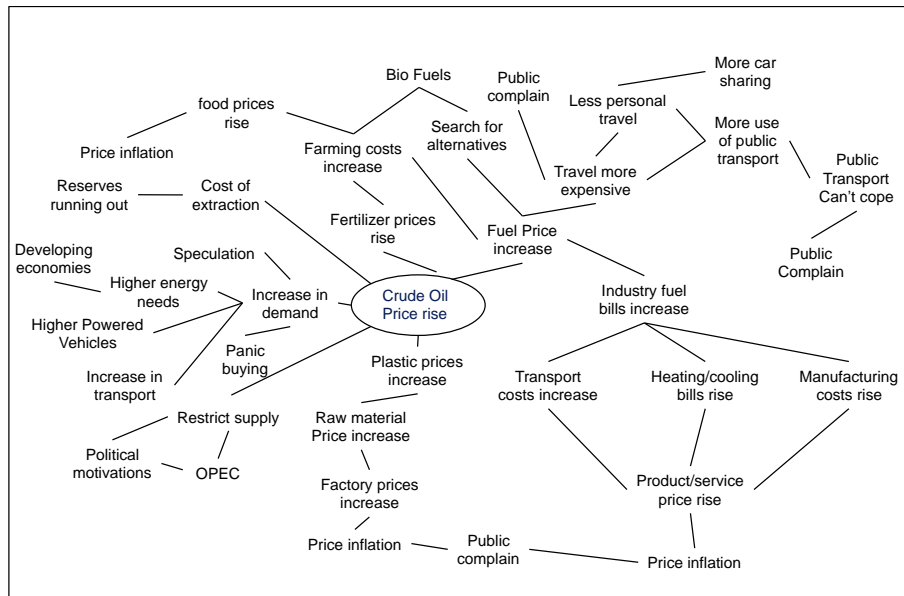 More car
sharing
Bio Fuels
Public
complain
Less personal
travel
food prices
rise
Search for
alternatives
More use
of public
transport
Price inflation
Farming costs
increase
Travel more
expensive
Public
Transport
Can't cope
Reserves
running out
Cost of
extraction
Fertilizer prices
rise
Fuel Price
increase
Public
Complain
Developing
economies
Speculation
Higher energy
needs
Increase in
demand
Crude Oil
Price rise
Industry fuel
bills increase
Higher Powered
Vehicles
Panic
buying
Plastic prices
increase
Increase in
transport
Transport
costs increase
Heating/cooling
bills rise
Manufacturing
costs rise
Restrict supply
Raw material
Price increase
Political
motivations
OPEC
Factory prices
increase
Product/service
price rise
Price inflation
Public
complain
Price inflation